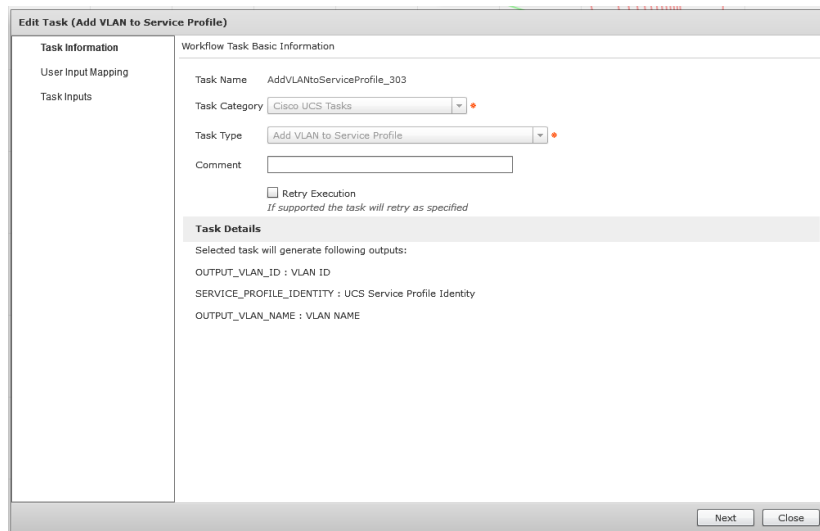 Edit Task (Add VLAN to Service Profile)
Task Information
User Input Mapping
Task Inputs
Workflow Task Basic Information
Task Name AddVLANtoServiceProfile_303
Task Category Cisco UCS Tasks
Task Type Add VLAN to Service Profile
Comment
Retry Execution
If supported the task will retry as specified
Task Details
Selected task will generate following outputs:
OUTPUT_VLAN_ID : VLAN ID
SERVICE_PROFILE_IDENTITY : UCS Service Profile Identity
OUTPUT_VLAN_NAME : VLAN NAME
Next Close